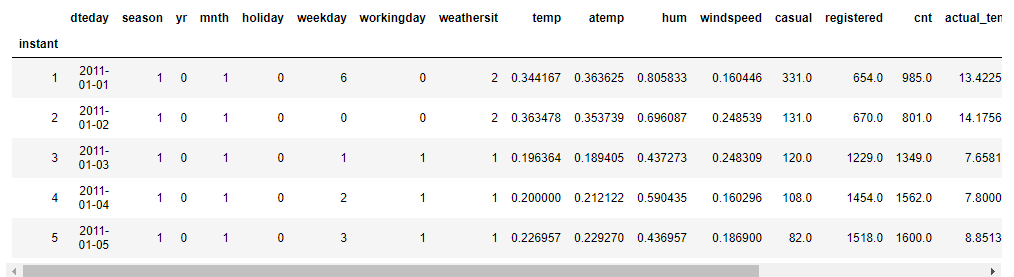 dteday season yr mnth holiday weekday workingday weathersit temp atemp hum windspeed casual registered cnt actual_ten
instant
1 2011-01-01 1 0 1 0 6 0 2 0.344167 0.363625 0.805833 0.160446 331.0 654.0 985.0 13.4225
2 2011-01-02 1 0 1 0 0 0 2 0.363478 0.353739 0.696087 0.248539 131.0 670.0 801.0 14.1756
3 2011-01-03 1 0 1 0 1 1 1 0.196364 0.189405 0.437273 0.248309 120.0 1229.0 1349.0 7.6581
4 2011-01-04 1 0 1 0 2 1 1 0.200000 0.212122 0.590435 0.160296 108.0 1454.0 1562.0 7.8000
5 2011-01-05 1 0 1 0 3 1 1 0.226957 0.229270 0.436957 0.186900 82.0 1518.0 1600.0 8.8513